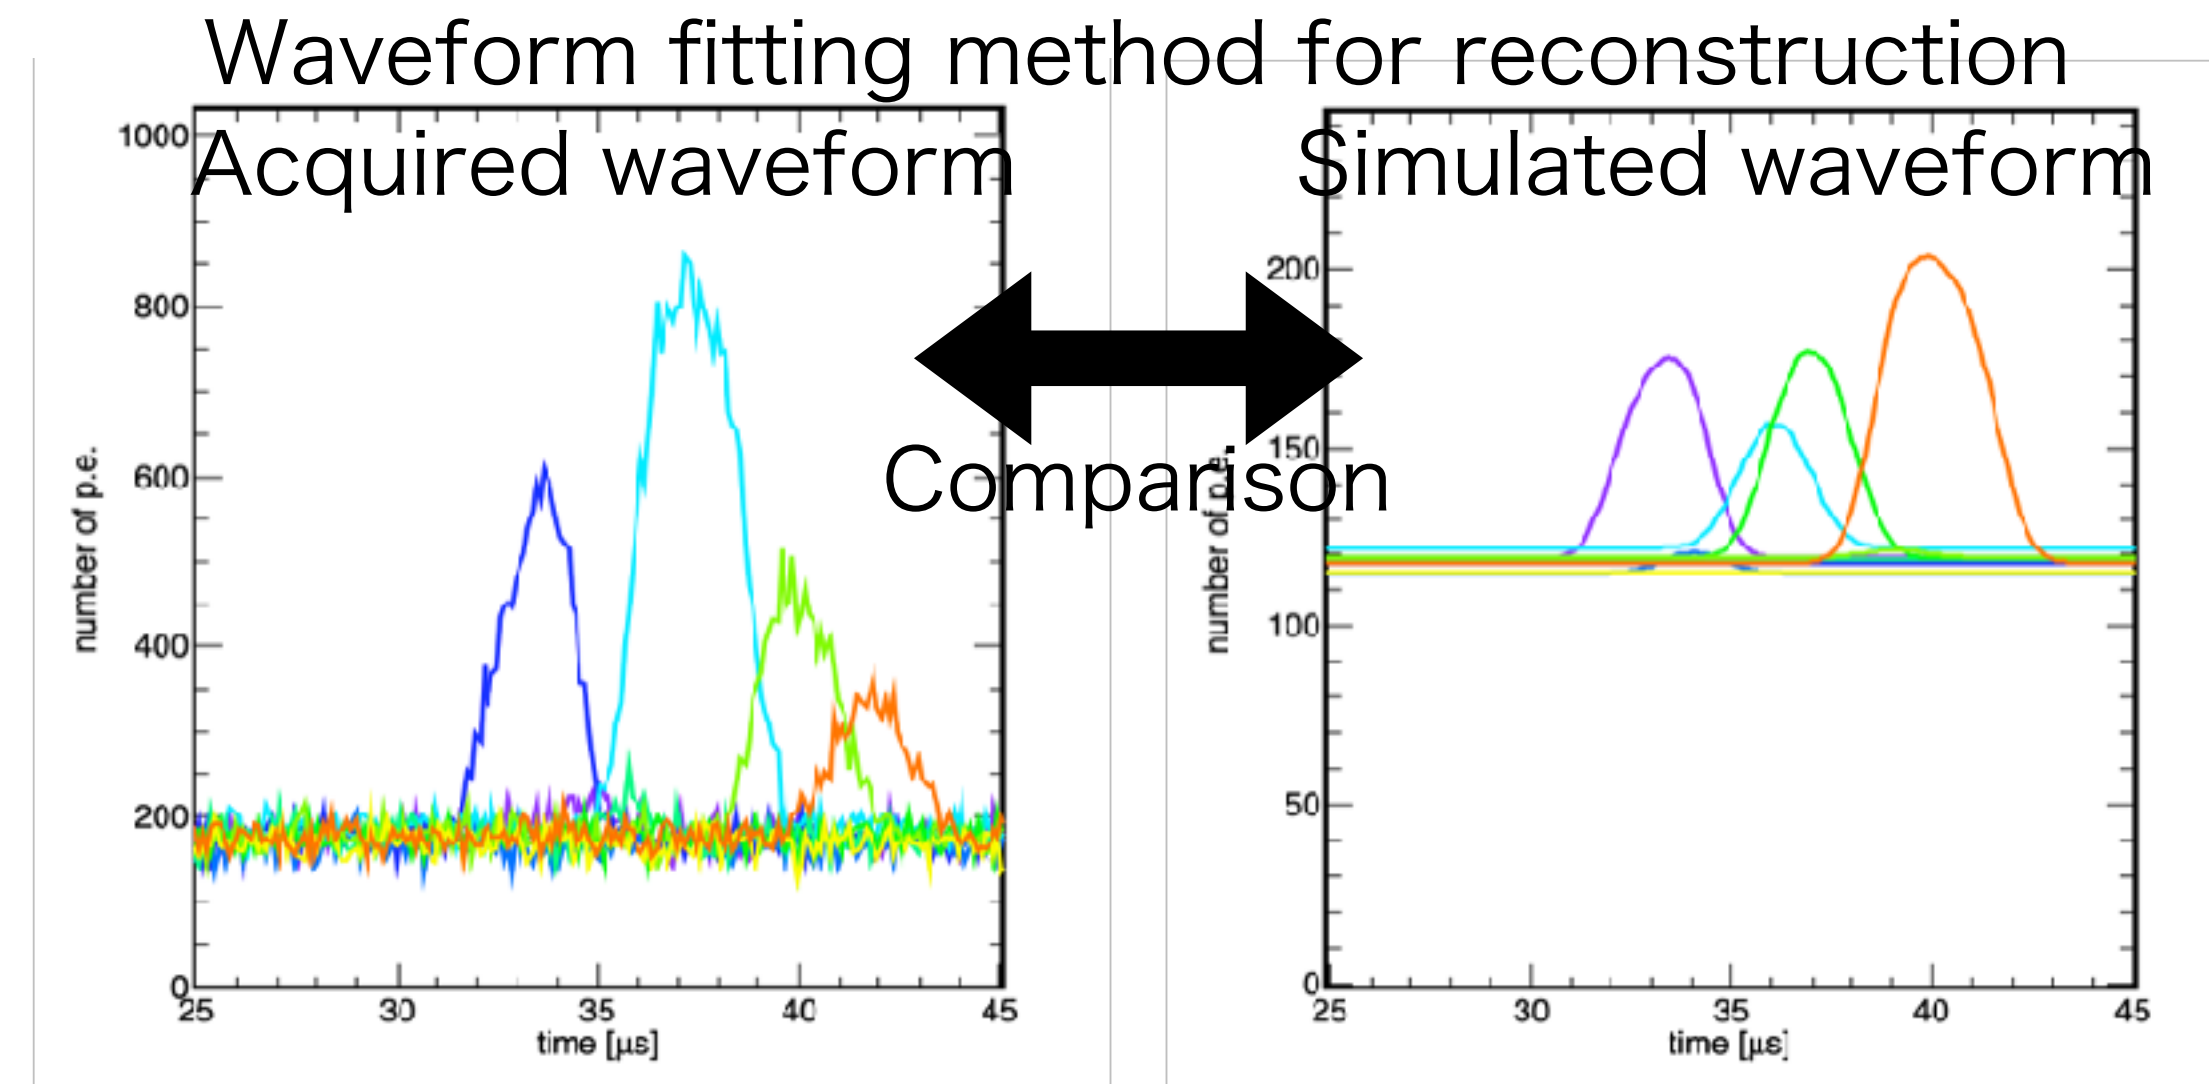 Waveform fitting method for reconstruction
Acquired waveform
Simulated waveform
Comparison
1000
800
600
400
200
0
number of p.e.
25 30 35 40 45
time [μs]
200
150
100
50
0
number of p.e.
25 30 35 40 45
time [μs]